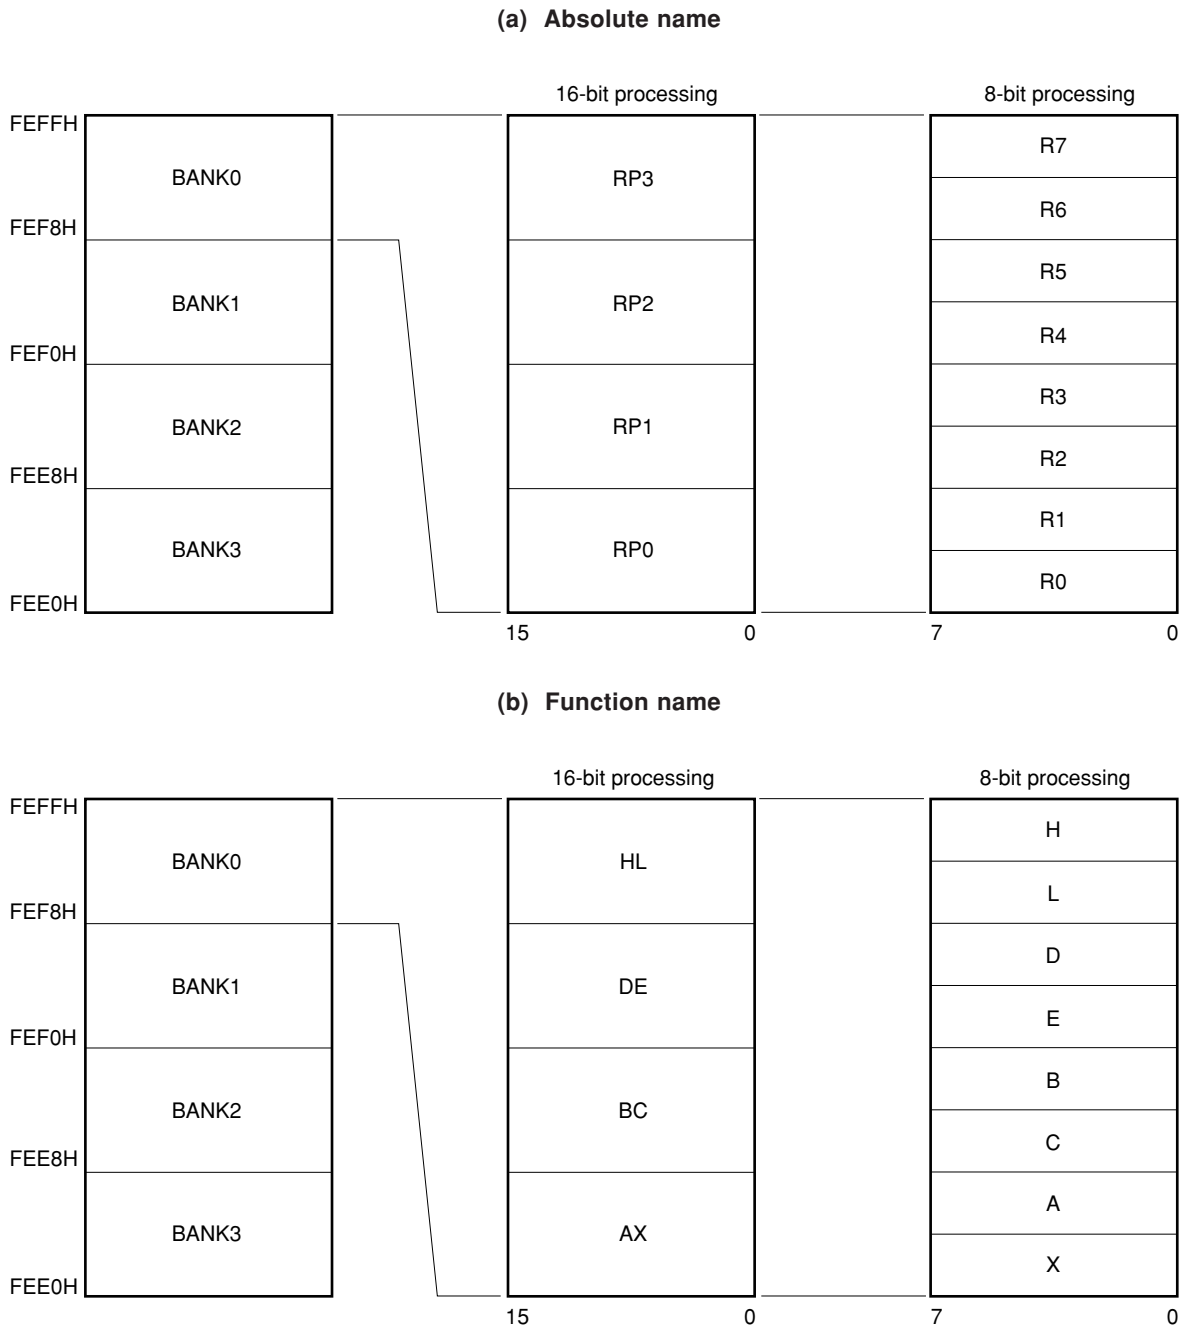 (a) Absolute name
16-bit processing
8-bit processing
FEFFH
BANK0
RP3
R7
R6
FEF8H
BANK1
RP2
R5
R4
FEF0H
BANK2
RP1
R3
R2
FEE8H
BANK3
RP0
R1
R0
FEE0H
15
0
7
0
(b) Function name
16-bit processing
8-bit processing
FEFFH
BANK0
HL
H
L
FEF8H
BANK1
DE
D
E
FEF0H
BANK2
BC
B
C
FEE8H
BANK3
AX
A
X
FEE0H
15
0
7
0